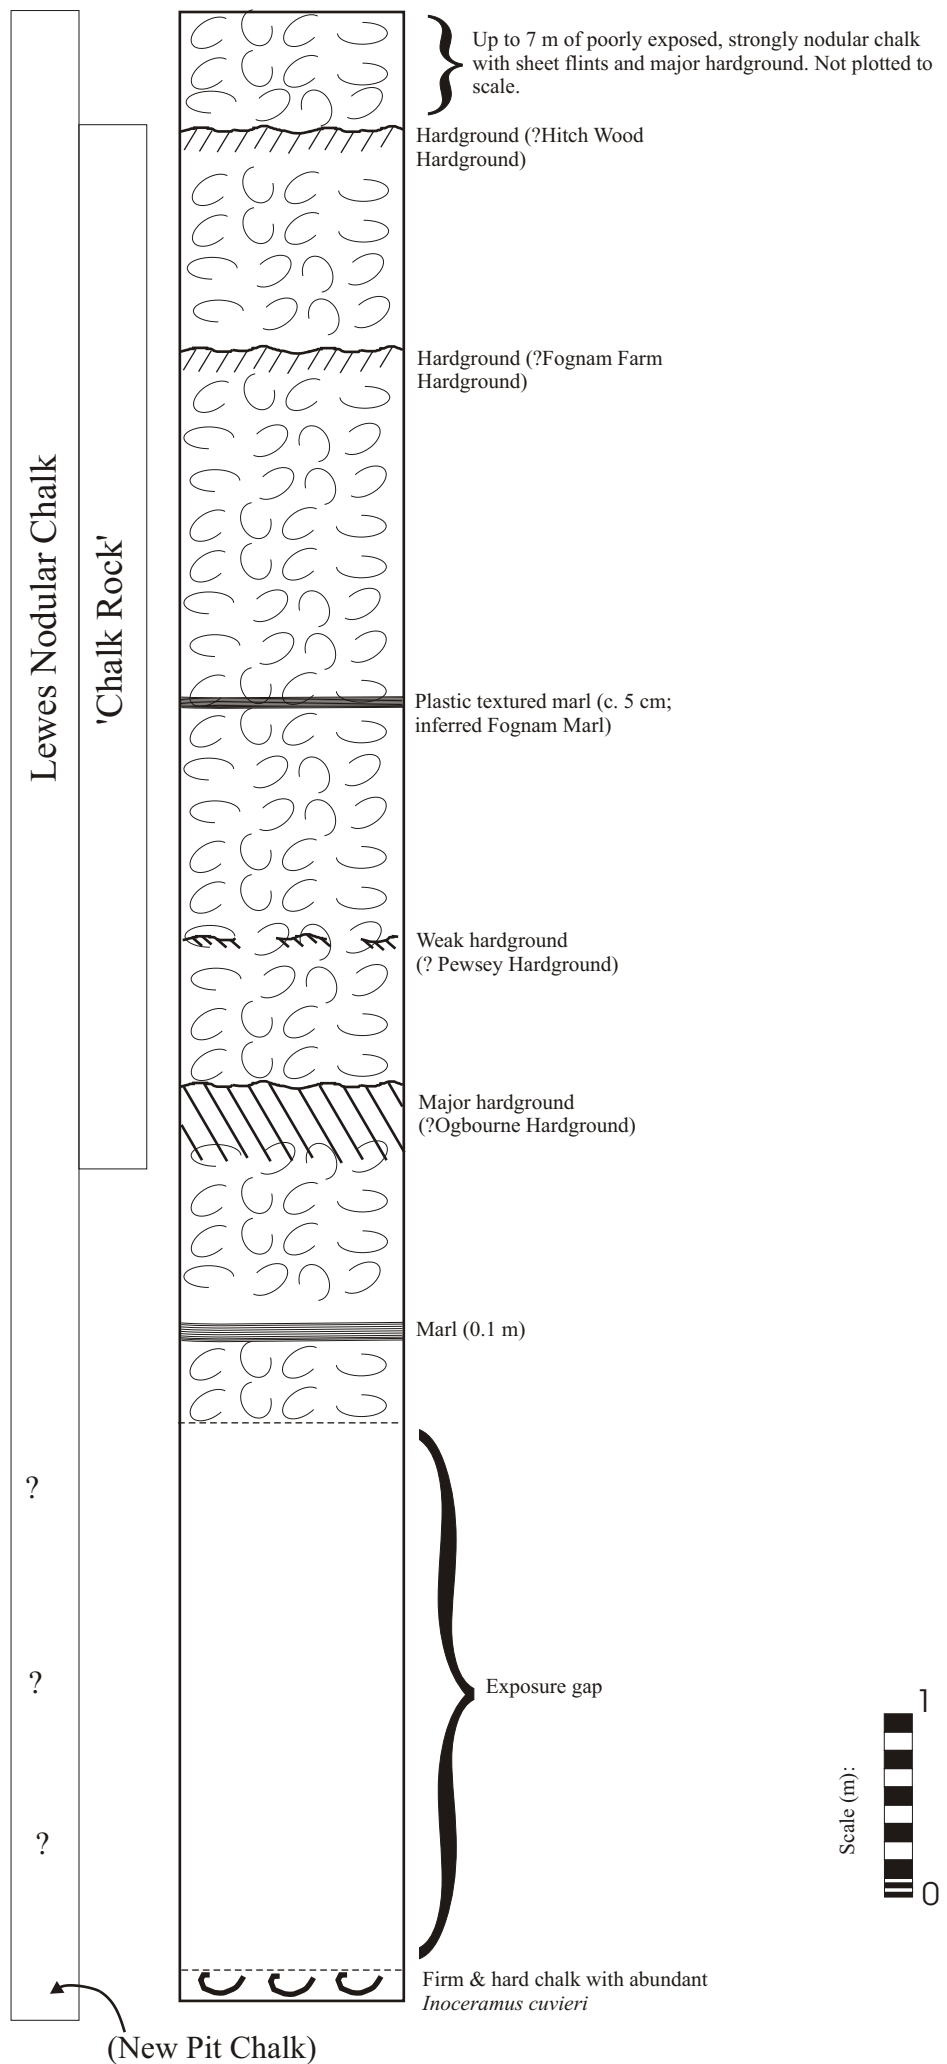 Up to 7 m of poorly exposed, strongly nodular chalk
with sheet flints and major hardground. Not plotted to
scale.
Hardground (?Hitch Wood
Hardground)
Hardground (?Fognam Farm
Hardground)
Lewes Nodular Chalk
'Chalk Rock'
Plastic textured marl (c. 5 cm;
inferred Fognam Marl)
Weak hardground
(? Pewsey Hardground)
Major hardground
(?Ogbourne Hardground)
Marl (0.1 m)
?
?
?
Exposure gap
Scale (m):
1
0
Firm & hard chalk with abundant
Inoceramus cuvieri
(New Pit Chalk)